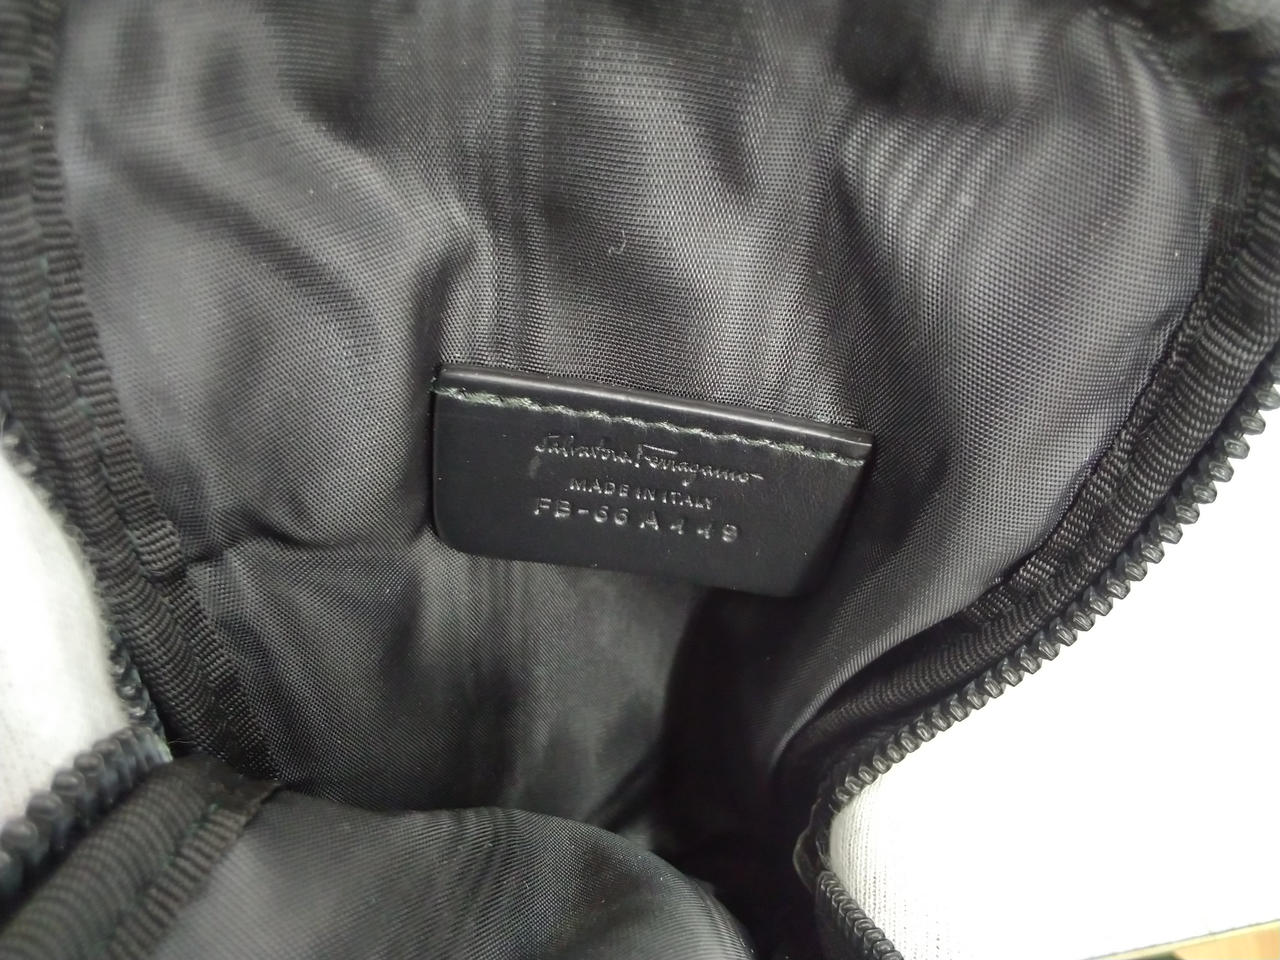 Salvatore Ferragamo
MADE IN ITALY
FB-66 A449